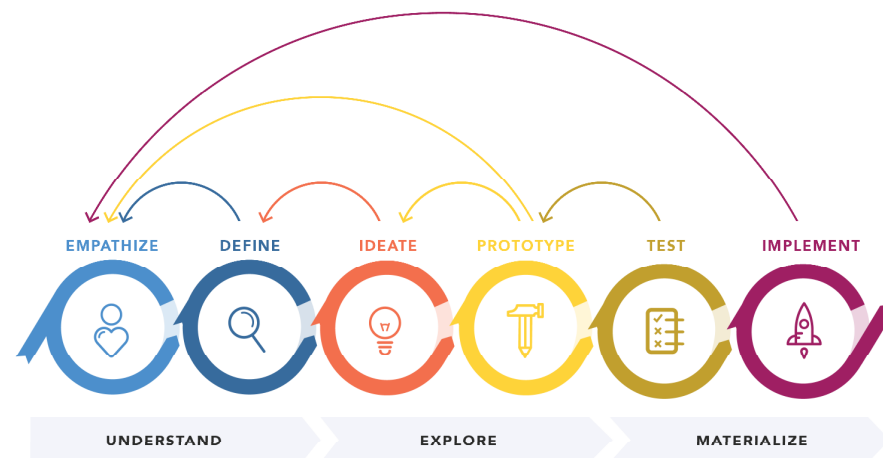 EMPATHIZE DEFINE IDEATE PROTOTYPE TEST IMPLEMENT
UNDERSTAND EXPLORE MATERIALIZE